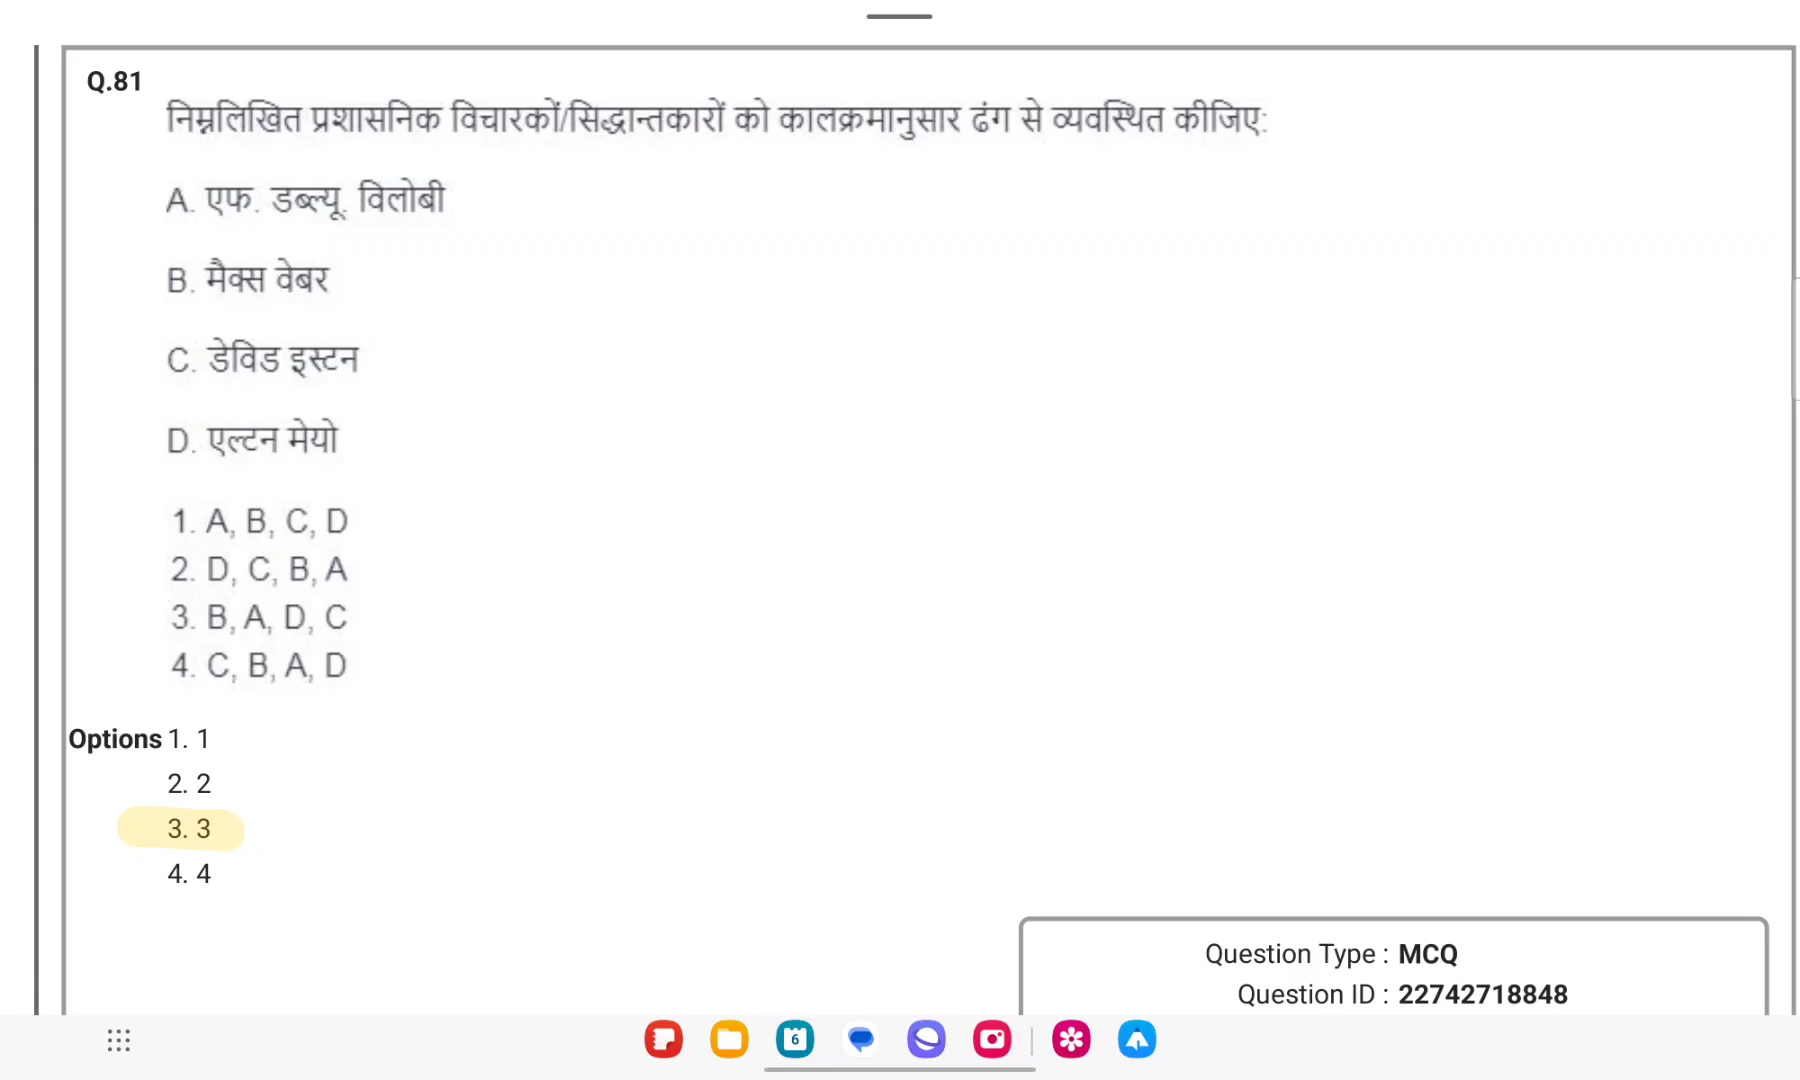 Q.81
निम्नलिखित प्रशासनिक विचारकों/सिद्धान्तकारों को कालक्रमानुसार ढंग से व्यवस्थित कीजिए:
A. एफ. डब्ल्यू. विलोबी
B. मैक्स वेबर
C. डेविड इस्टन
D. एल्टन मेयो
1. A, B, C, D
2. D, C, B, A
3. B, A, D, C
4. C, B, A, D
Options 1. 1
2. 2
3. 3
4. 4
Question Type : MCQ
Question ID : 22742718848
6